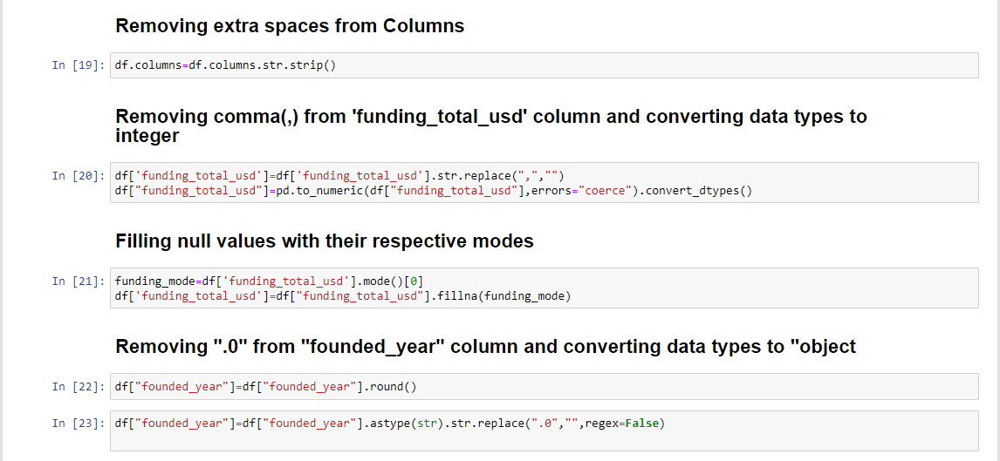 Removing extra spaces from Columns
In [19]: df.columns=df.columns.str.strip()
Removing comma(,) from 'funding_total_usd' column and converting data types to
integer
In [20]: df['funding_total_usd']=df['funding_total_usd'].str.replace(",","")
df["funding_total_usd"]=pd.to_numeric(df["funding_total_usd"],errors="coerce").convert_dtypes()
Filling null values with their respective modes
In [21]: funding_mode=df['funding_total_usd'].mode()[0]
df['funding_total_usd']=df["funding_total_usd"].fillna(funding_mode)
Removing ".0" from "founded_year" column and converting data types to "object
In [22]: df["founded_year"]=df["founded_year"].round()
In [23]: df["founded_year"]=df["founded_year"].astype(str).str.replace(".0","",regex=False)